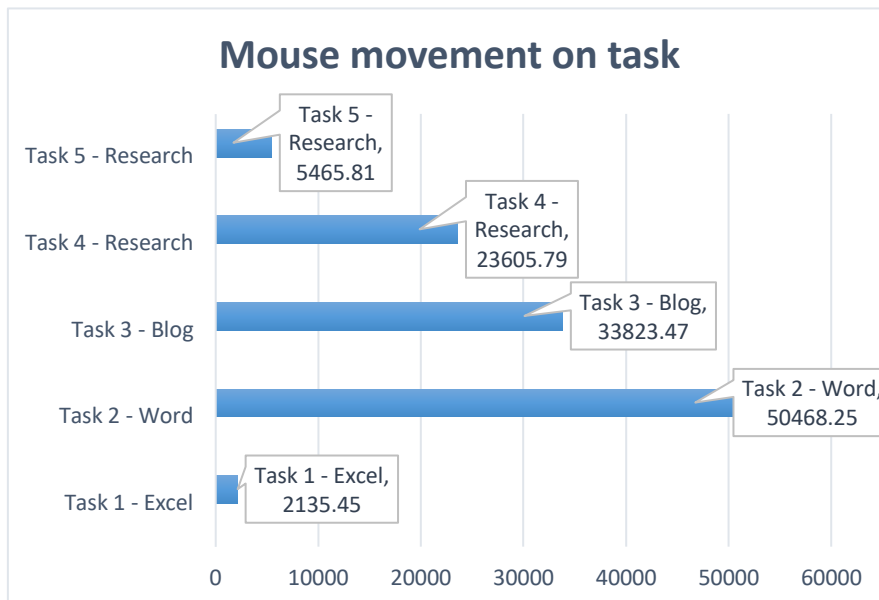 Mouse movement on task
Task 5 -
Research,
5465.81
Task 5 - Research
Task 4 -
Research,
23605.79
Task 4 - Research
Task 3 - Blog,
33823.47
Task 3 - Blog
Task 2 - Word,
50468.25
Task 2 - Word
Task 1 - Excel,
2135.45
Task 1 - Excel
0 10000 20000 30000 40000 50000 60000